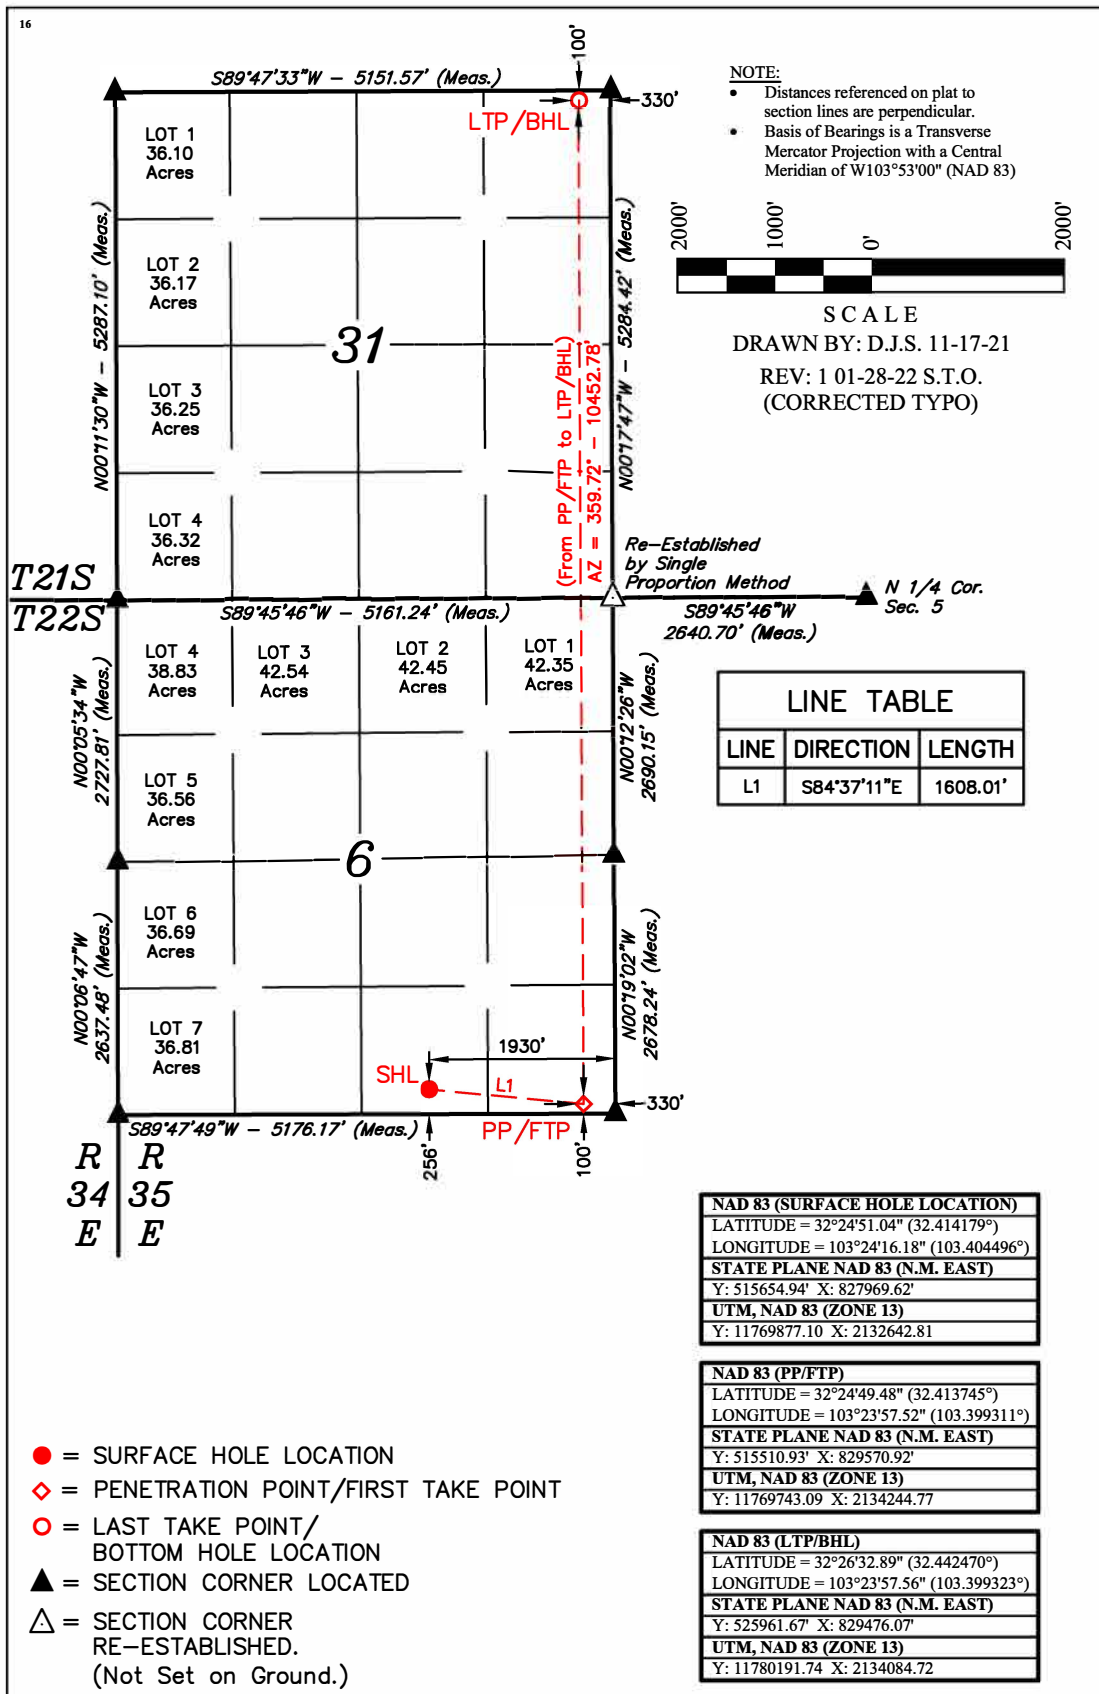 16
S89°47'33"W - 5151.57' (Meas.)
100'
330'
LTP/BHL
NOTE:
• Distances referenced on plat to
section lines are perpendicular.
• Basis of Bearings is a Transverse
Mercator Projection with a Central
Meridian of W103°53'00" (NAD 83)
2000'
1000'
0'
2000'
SCALE
DRAWN BY: D.J.S. 11-17-21
REV: 1 01-28-22 S.T.O.
(CORRECTED TYPO)
LOT 1
36.10
Acres
LOT 2
36.17
Acres
31
LOT 3
36.25
Acres
LOT 4
36.32
Acres
N00°11'30"W - 5287.10' (Meas.)
(From PP/FTP to LTP/BHL)
AZ = 359.72° - 10452.78'
N00°17'47"W - 5284.42' (Meas.)
Re-Established
by Single
Proportion Method
N 1/4 Cor.
Sec. 5
T21S
T22S
S89°45'46"W - 5161.24' (Meas.)
S89°45'46"W
2640.70' (Meas.)
LOT 4
38.83
Acres
LOT 3
42.54
Acres
LOT 2
42.45
Acres
LOT 1
42.35
Acres
N00°05'34"W
2727.81' (Meas.)
N00°12'26"W
2690.15' (Meas.)
LINE TABLE
LINE DIRECTION LENGTH
L1 S84°37'11"E 1608.01'
LOT 5
36.56
Acres
6
LOT 6
36.69
Acres
LOT 7
36.81
Acres
N00°06'47"W
2637.48' (Meas.)
N00°19'02"W
2678.24' (Meas.)
1930'
SHL
L1
330'
PP/FTP
S89°47'49"W - 5176.17' (Meas.)
256'
100'
R R
34 35
E E
NAD 83 (SURFACE HOLE LOCATION)
LATITUDE = 32°24'51.04" (32.414179°)
LONGITUDE = 103°24'16.18" (103.404496°)
STATE PLANE NAD 83 (N.M. EAST)
Y: 515654.94' X: 827969.62'
UTM, NAD 83 (ZONE 13)
Y: 11769877.10 X: 2132642.81
NAD 83 (PP/FTP)
LATITUDE = 32°24'49.48" (32.413745°)
LONGITUDE = 103°23'57.52" (103.399311°)
STATE PLANE NAD 83 (N.M. EAST)
Y: 515510.93' X: 829570.92'
UTM, NAD 83 (ZONE 13)
Y: 11769743.09 X: 2134244.77
NAD 83 (LTP/BHL)
LATITUDE = 32°26'32.89" (32.442470°)
LONGITUDE = 103°23'57.56" (103.399323°)
STATE PLANE NAD 83 (N.M. EAST)
Y: 525961.67' X: 829476.07'
UTM, NAD 83 (ZONE 13)
Y: 11780191.74 X: 2134084.72
= SURFACE HOLE LOCATION
= PENETRATION POINT/FIRST TAKE POINT
= LAST TAKE POINT/
BOTTOM HOLE LOCATION
= SECTION CORNER LOCATED
= SECTION CORNER
RE-ESTABLISHED.
(Not Set on Ground.)